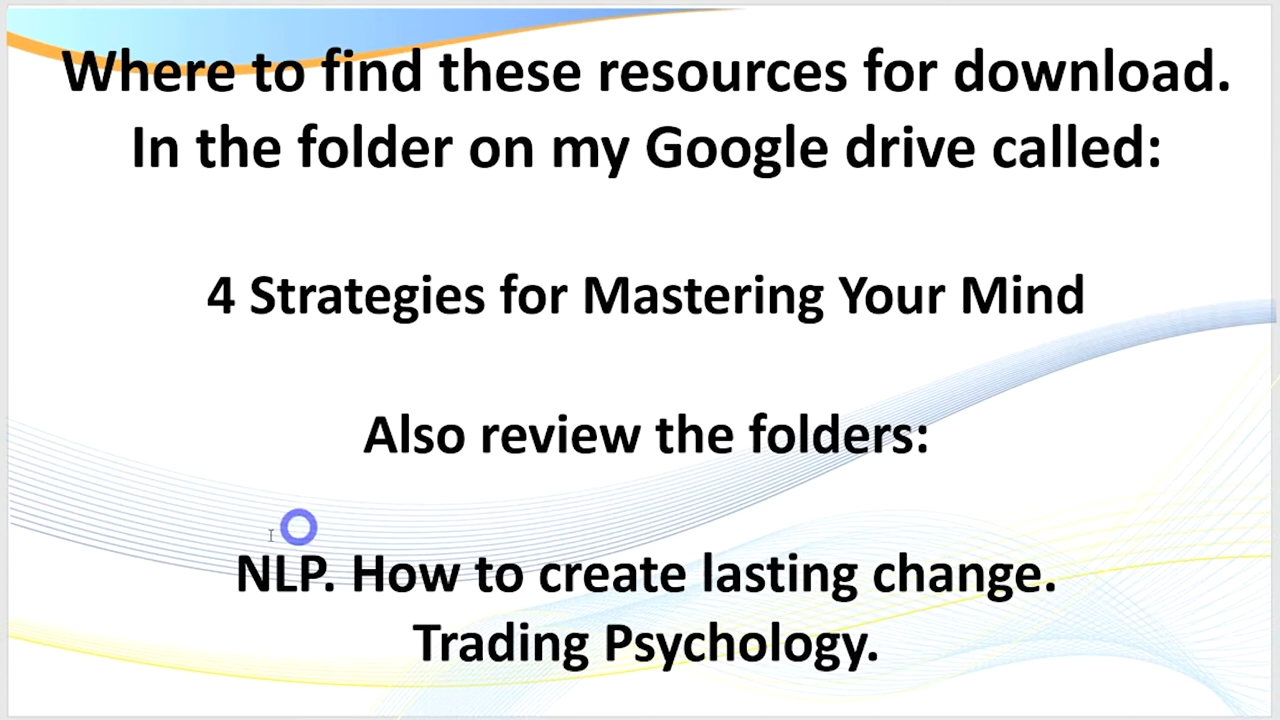 Where to find these resources for download.
In the folder on my Google drive called:
4 Strategies for Mastering Your Mind
Also review the folders:
NLP. How to create lasting change.
Trading Psychology.